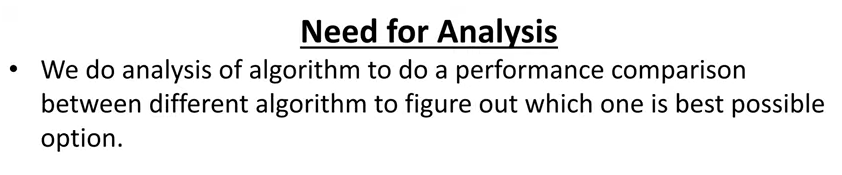 Need for Analysis
• We do analysis of algorithm to do a performance comparison
between different algorithm to figure out which one is best possible
option.